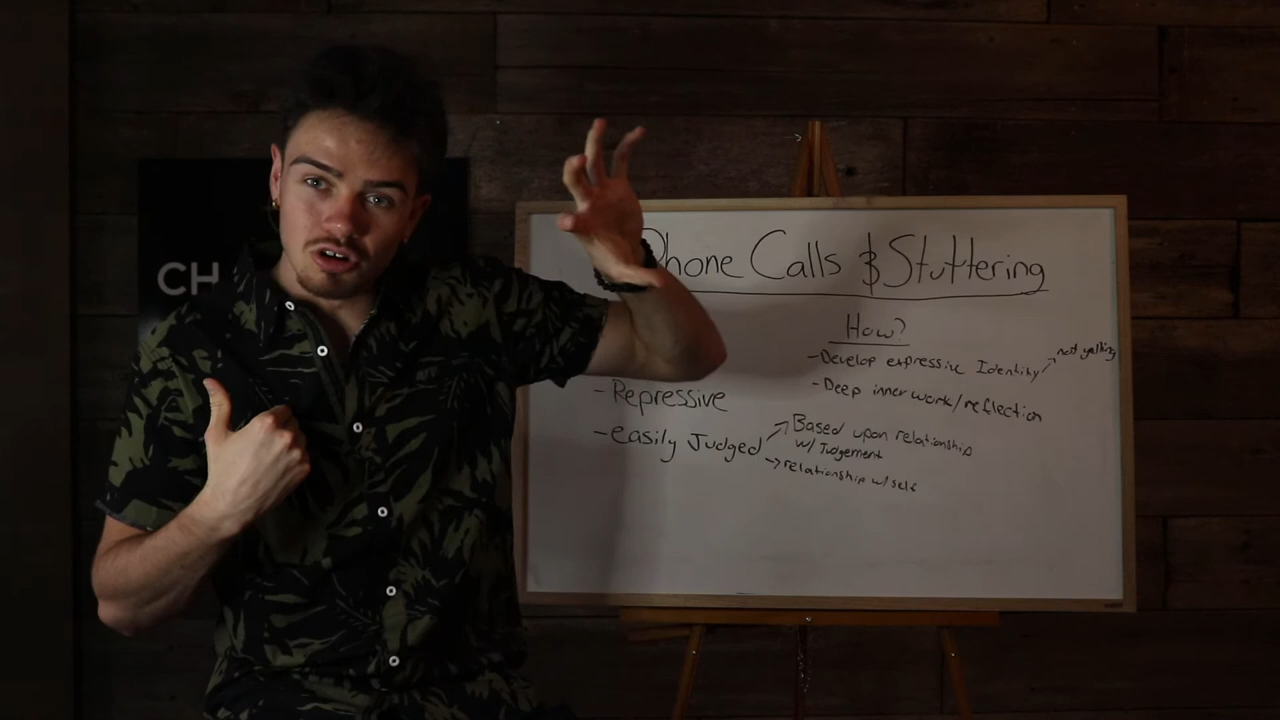 CH
Phone Calls & Stuttering
- Repressive
- easily Judged
→ Based upon relationship
w/ Judgement
→ relationship w/ self
How?
- Develop expressive Identity → not yelling
- Deep inner work/reflection